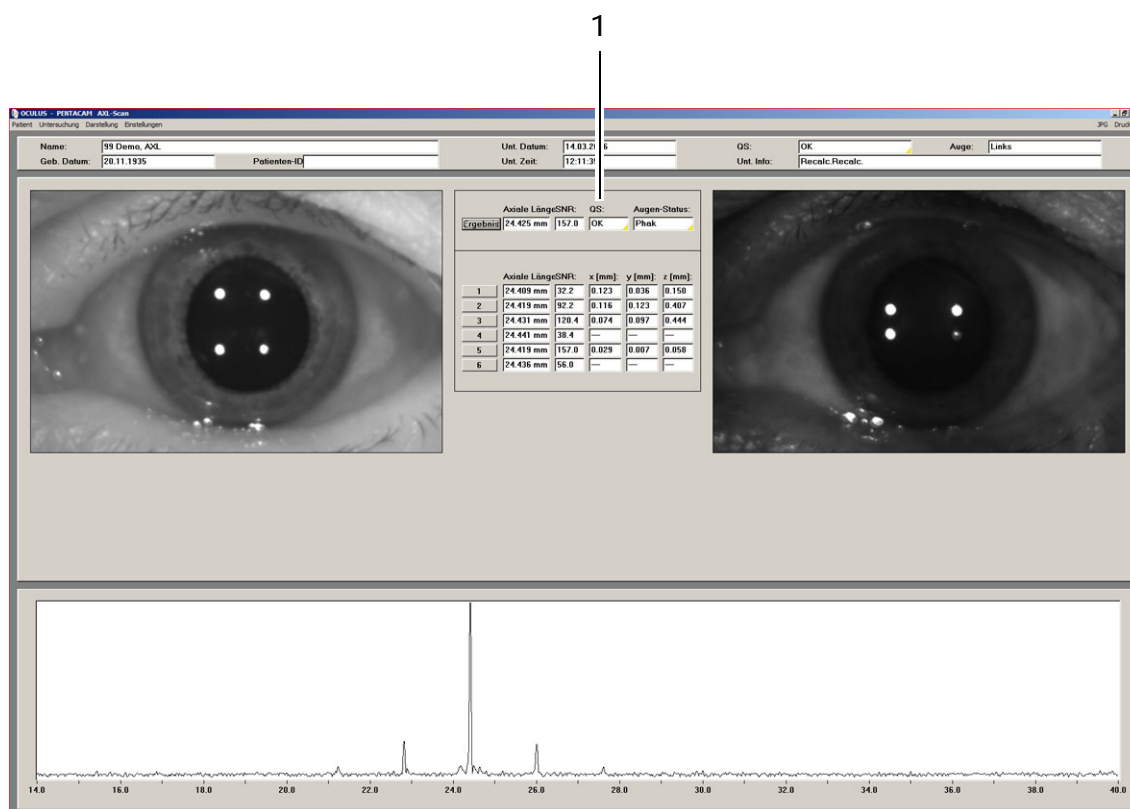 1
OCULUS - PENTACAM AXL-Scan
Patient Untersuchung Darstellung Einstellungen JPG Druck
Name: 99 Demo, AXL Unt. Datum: 14.03.2 6 QS: OK Auge: Links
Geb. Datum: 20.11.1935 Patienten-ID Unt. Zeit: 12:11:3 Unt. Info: Recalc.Recalc.
Axiale Länge SNR: QS: Augen-Status:
Ergebnis 24.425 mm 157.0 OK Phak
Axiale Länge SNR: x [mm]: y [mm]: z [mm]:
1 24.409 mm 32.2 0.123 0.036 0.150
2 24.419 mm 92.2 0.116 0.123 0.407
3 24.431 mm 120.4 0.074 0.097 0.444
4 24.441 mm 38.4 — — —
5 24.419 mm 157.0 0.029 0.007 0.058
6 24.436 mm 56.0 — — —
14.0 16.0 18.0 20.0 22.0 24.0 26.0 28.0 30.0 32.0 34.0 36.0 38.0 40.0